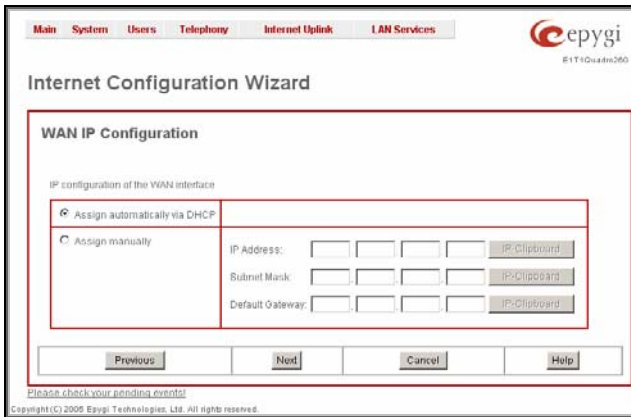 Main System Users Telephony Internet Uplink LAN Services
epygi
E1T1Quadro260
Internet Configuration Wizard
WAN IP Configuration
IP configuration of the WAN interface
Assign automatically via DHCP
Assign manually
IP Address: . . . IP-Clipboard
Subnet Mask: . . . IP-Clipboard
Default Gateway: . . . IP-Clipboard
Previous Next Cancel Help
Please check your pending events!
Copyright (C) 2005 Epygi Technologies, Ltd. All rights reserved.